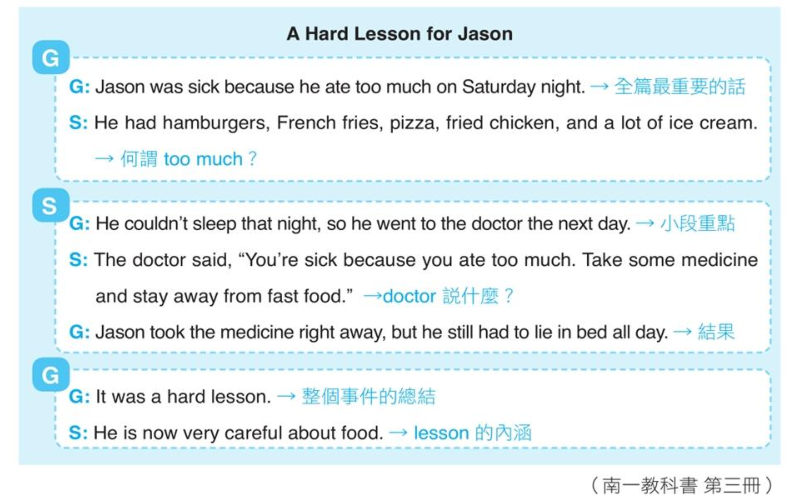 A Hard Lesson for Jason
G
G: Jason was sick because he ate too much on Saturday night. → 全篇最重要的話
S: He had hamburgers, French fries, pizza, fried chicken, and a lot of ice cream.
→ 何謂 too much？
S
G: He couldn't sleep that night, so he went to the doctor the next day. → 小段重點
S: The doctor said, “You're sick because you ate too much. Take some medicine
and stay away from fast food.” →doctor 說什麼？
G: Jason took the medicine right away, but he still had to lie in bed all day. → 結果
G
G: It was a hard lesson. → 整個事件的總結
S: He is now very careful about food. → lesson 的內涵
（南一教科書 第三冊）